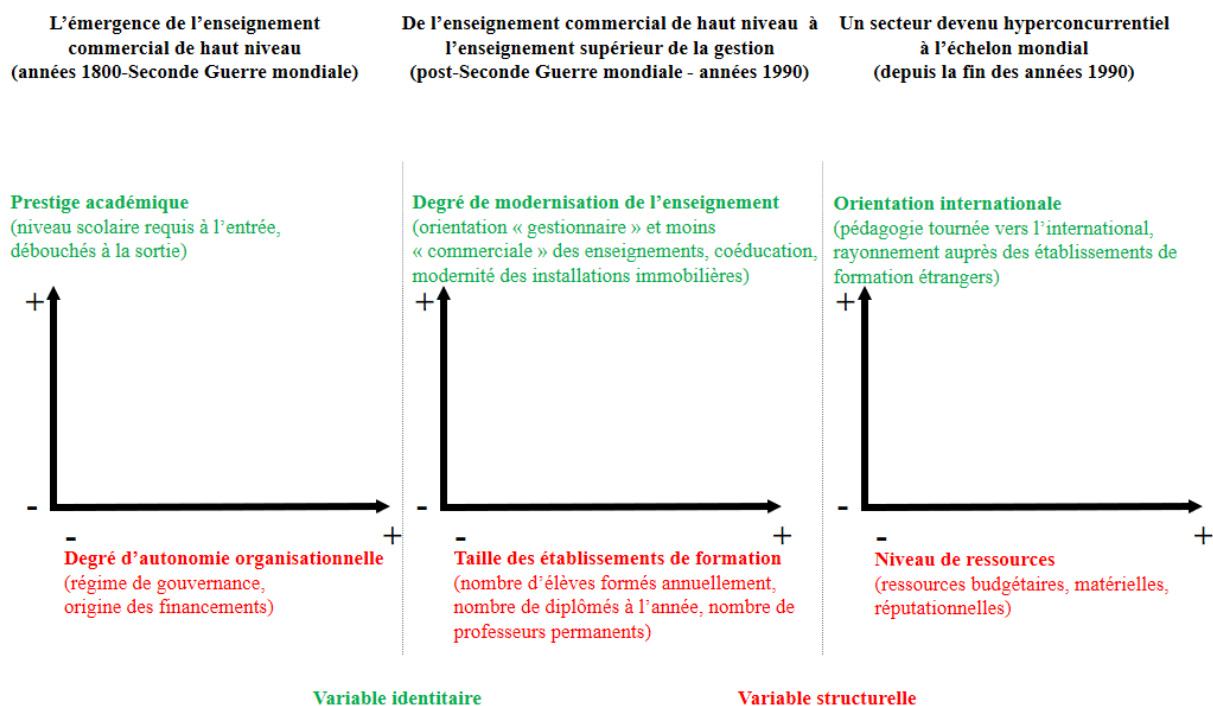 L’émergence de l’enseignement
commercial de haut niveau
(années 1800-Seconde Guerre mondiale)
De l’enseignement commercial de haut niveau à
l’enseignement supérieur de la gestion
(post-Seconde Guerre mondiale - années 1990)
Un secteur devenu hyperconcurrentiel
à l’échelon mondial
(depuis la fin des années 1990)
Prestige académique
(niveau scolaire requis à l’entrée,
débouchés à la sortie)
+
-
-
+
Degré d’autonomie organisationnelle
(régime de gouvernance,
origine des financements)
Degré de modernisation de l’enseignement
(orientation « gestionnaire » et moins
« commerciale » des enseignements, coéducation,
modernité des installations immobilières)
+
-
-
+
Taille des établissements de formation
(nombre d’élèves formés annuellement,
nombre de diplômés à l’année, nombre de
professeurs permanents)
Orientation internationale
(pédagogie tournée vers l’international,
rayonnement auprès des établissements de
formation étrangers)
+
-
-
+
Niveau de ressources
(ressources budgétaires, matérielles,
réputationnelles)
Variable identitaire
Variable structurelle